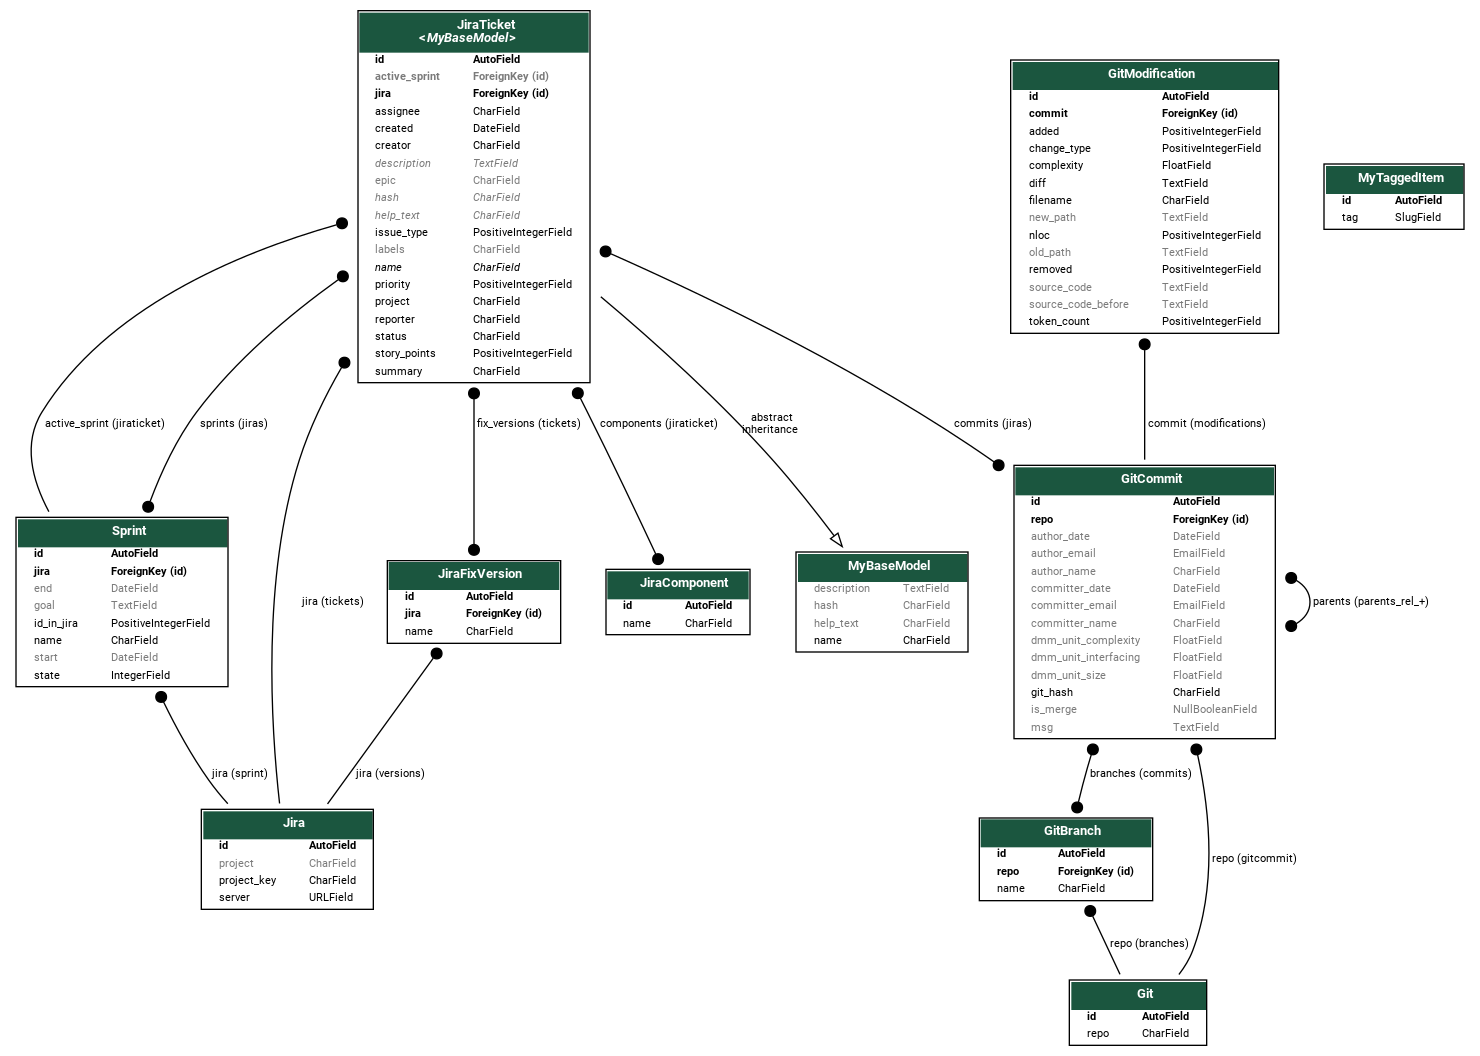 JiraTicket
<MyBaseModel>
id AutoField
active_sprint ForeignKey (id)
jira ForeignKey (id)
assignee CharField
created DateField
creator CharField
description TextField
epic CharField
hash CharField
help_text CharField
issue_type PositiveIntegerField
labels CharField
name CharField
priority PositiveIntegerField
project CharField
reporter CharField
status CharField
story_points PositiveIntegerField
summary CharField
GitModification
id AutoField
commit ForeignKey (id)
added PositiveIntegerField
change_type PositiveIntegerField
complexity FloatField
diff TextField
filename CharField
new_path TextField
nloc PositiveIntegerField
old_path TextField
removed PositiveIntegerField
source_code TextField
source_code_before TextField
token_count PositiveIntegerField
MyTaggedItem
id AutoField
tag SlugField
active_sprint (jiraticket)
sprints (jiras)
fix_versions (tickets)
components (jiraticket)
abstract
inheritance
commits (jiras)
commit (modifications)
Sprint
id AutoField
jira ForeignKey (id)
end DateField
goal TextField
id_in_jira PositiveIntegerField
name CharField
start DateField
state IntegerField
jira (tickets)
JiraFixVersion
id AutoField
jira ForeignKey (id)
name CharField
JiraComponent
id AutoField
name CharField
MyBaseModel
description TextField
hash CharField
help_text CharField
name CharField
GitCommit
id AutoField
repo ForeignKey (id)
author_date DateField
author_email EmailField
author_name CharField
committer_date DateField
committer_email EmailField
committer_name CharField
dmm_unit_complexity FloatField
dmm_unit_interfacing FloatField
dmm_unit_size FloatField
git_hash CharField
is_merge NullBooleanField
msg TextField
parents (parents_rel_+)
jira (sprint)
jira (versions)
branches (commits)
Jira
id AutoField
project CharField
project_key CharField
server URLField
GitBranch
id AutoField
repo ForeignKey (id)
name CharField
repo (gitcommit)
repo (branches)
Git
id AutoField
repo CharField